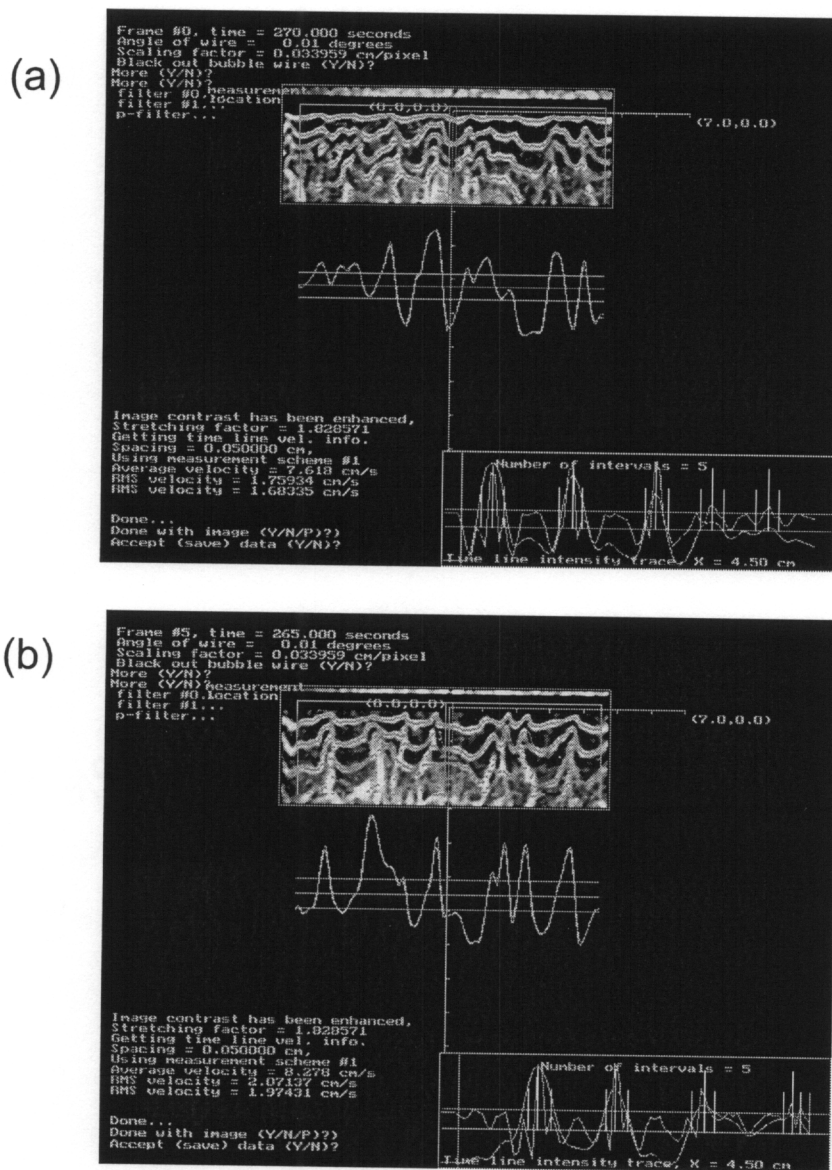 (a)
Frame #0, time = 270.000 seconds
Angle of wire = 0.01 degrees
Scaling factor = 0.033959 cm/pixel
Black out bubble wire (Y/N)?
More (Y/N)?
More (Y/N)?
filter #0. measurement
filter #1... location
p-filter...
(0.0,0.0)
(7.0,0.0)
Image contrast has been enhanced,
Stretching factor = 1.828571
Getting time line vel. info.
Spacing = 0.050000 cm,
Using measurement scheme #1
Average velocity = 7.618 cm/s
RMS velocity = 1.75934 cm/s
RMS velocity = 1.68335 cm/s
Done...
Done with image (Y/N/P)?)
Accept (save) data (Y/N)?
Number of intervals = 5
Time line intensity trace, X = 4.50 cm
(b)
Frame #5, time = 265.000 seconds
Angle of wire = 0.01 degrees
Scaling factor = 0.033959 cm/pixel
Black out bubble wire (Y/N)?
More (Y/N)?
More (Y/N)? measurement
filter #0. location
filter #1...
p-filter...
(0.0,0.0)
(7.0,0.0)
Image contrast has been enhanced,
Stretching factor = 1.828571
Getting time line vel. info.
Spacing = 0.050000 cm,
Using measurement scheme #1
Average velocity = 8.278 cm/s
RMS velocity = 2.07137 cm/s
RMS velocity = 1.97431 cm/s
Done...
Done with image (Y/N/P)?)
Accept (save) data (Y/N)?
Number of intervals = 5
Time line intensity trace, X = 4.50 cm